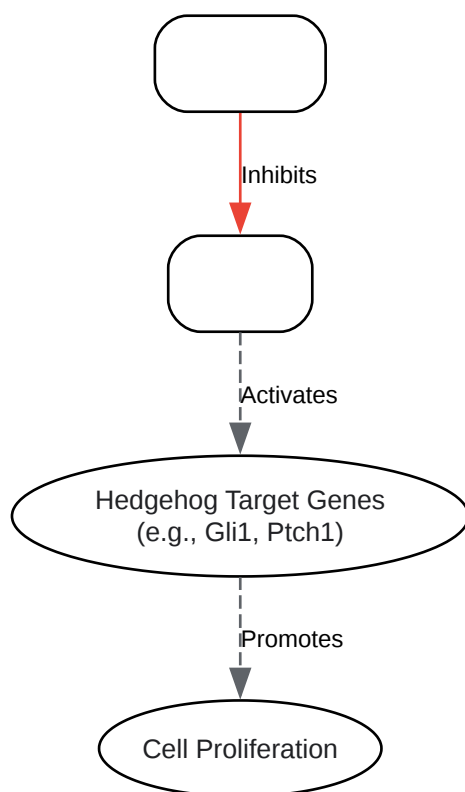 Inhibits
Activates
Hedgehog Target Genes
(e.g., Gli1, Ptch1)
Promotes
Cell Proliferation